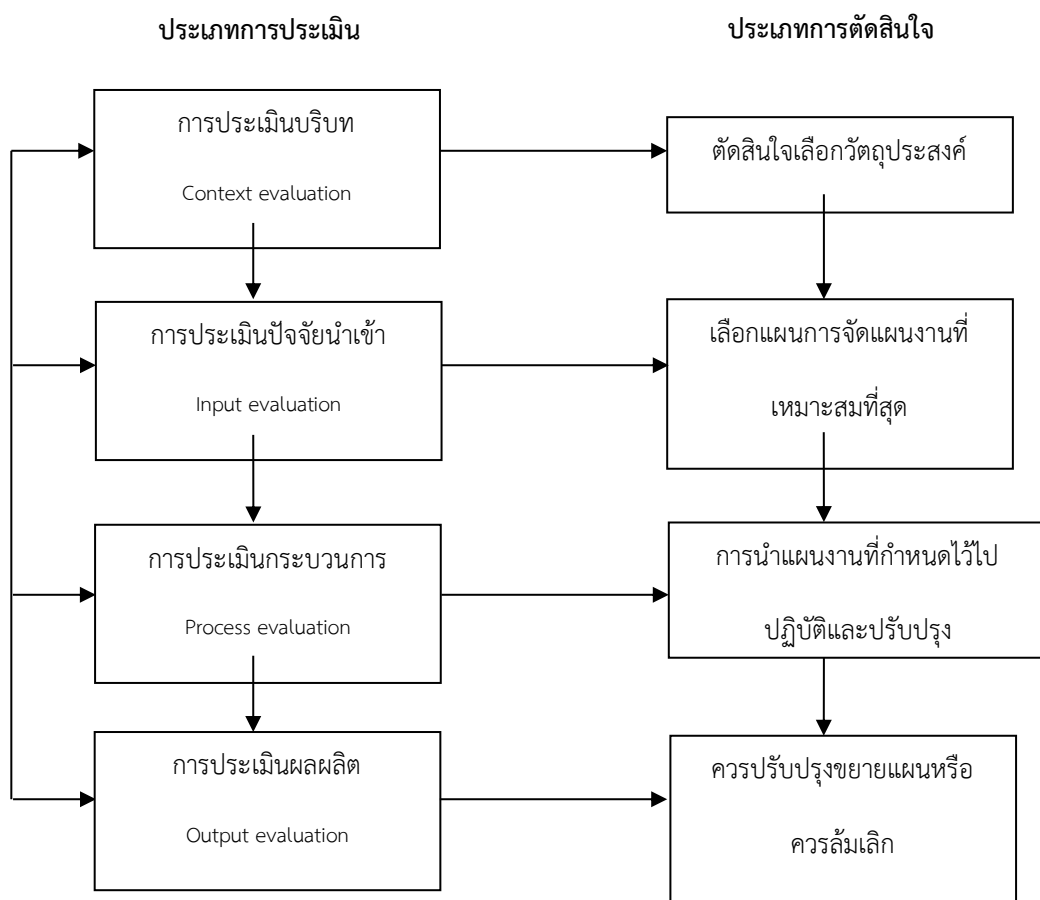 ประเภทการประเมิน
ประเภทการตัดสินใจ
การประเมินบริบท
Context evaluation
ตัดสินใจเลือกวัตถุประสงค์
การประเมินปัจจัยนำเข้า
Input evaluation
เลือกแผนการจัดแผนงานที่
เหมาะสมที่สุด
การประเมินกระบวนการ
Process evaluation
การนำแผนงานที่กำหนดไว้ไป
ปฏิบัติและปรับปรุง
การประเมินผลผลิต
Output evaluation
ควรปรับปรุงขยายแผนหรือ
ควรล้มเลิก